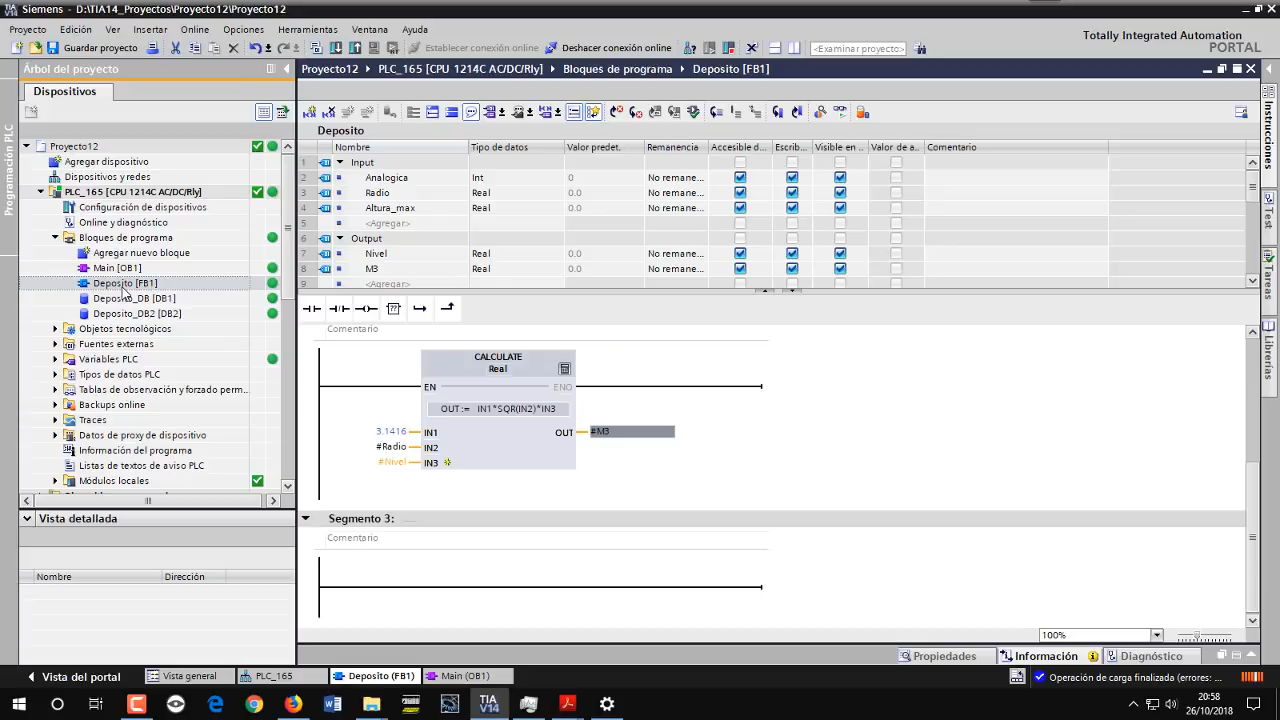 Siemens - D:\TIA14_Proyectos\Proyecto12\Proyecto12
Proyecto Edición Ver Insertar Online Opciones Herramientas Ventana Ayuda
Totally Integrated Automation
PORTAL
Guardar proyecto Establecer conexión online Deshacer conexión online <Examinar proyecto>
Árbol del proyecto
Proyecto12 PLC_165 [CPU 1214C AC/DC/Rly] Bloques de programa Deposito [FB1]
Dispositivos
Programación PLC
Proyecto12
Agregar dispositivo
Dispositivos y redes
PLC_165 [CPU 1214C AC/DC/Rly]
Configuración de dispositivos
Online y diagnóstico
Bloques de programa
Agregar nuevo bloque
Main [OB1]
Deposito [FB1]
Deposito_DB [DB1]
Deposito_DB2 [DB2]
Objetos tecnológicos
Fuentes externas
Variables PLC
Tipos de datos PLC
Tablas de observación y forzado perm...
Backups online
Traces
Datos de proxy de dispositivo
Información del programa
Listas de textos de aviso PLC
Módulos locales
Vista detallada
Nombre Dirección
Deposito
Nombre Tipo de datos Valor predet. Remanencia Accesible d... Escrib... Visible en .. Valor de a.. Comentario
1 Input
2 Analogica Int 0 No remane...
3 Radio Real 0.0 No remane...
4 Altura_max Real 0.0 No remane...
5 <Agregar>
6 Output
7 Nivel Real 0.0 No remane...
8 M3 Real 0.0 No remane...
9 <Agregar>
??
Comentario
CALCULATE
Real
EN ENO
OUT := IN1*SQR(IN2)*IN3
3.1416 IN1 OUT #M3
#Radio IN2
#Nivel IN3
Segmento 3: ....
Comentario
100%
Propiedades Información Diagnóstico
Instrucciones
Test
Tareas
Librerías
Vista del portal Vista general PLC_165 Deposito (FB1) Main (OB1) Operación de carga finalizada (errores: ...
TIA V14
20:58
26/10/2018